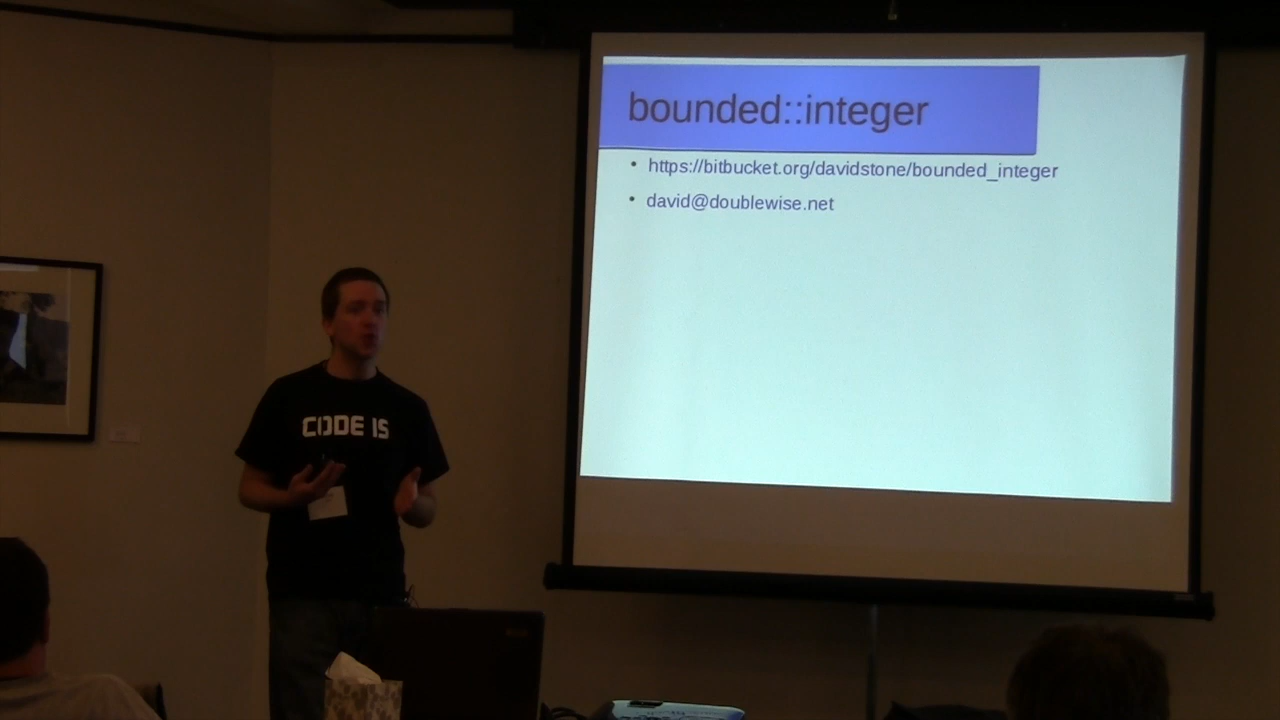 bounded::integer
https://bitbucket.org/davidstone/bounded_integer
david@doublewise.net
CODE IS